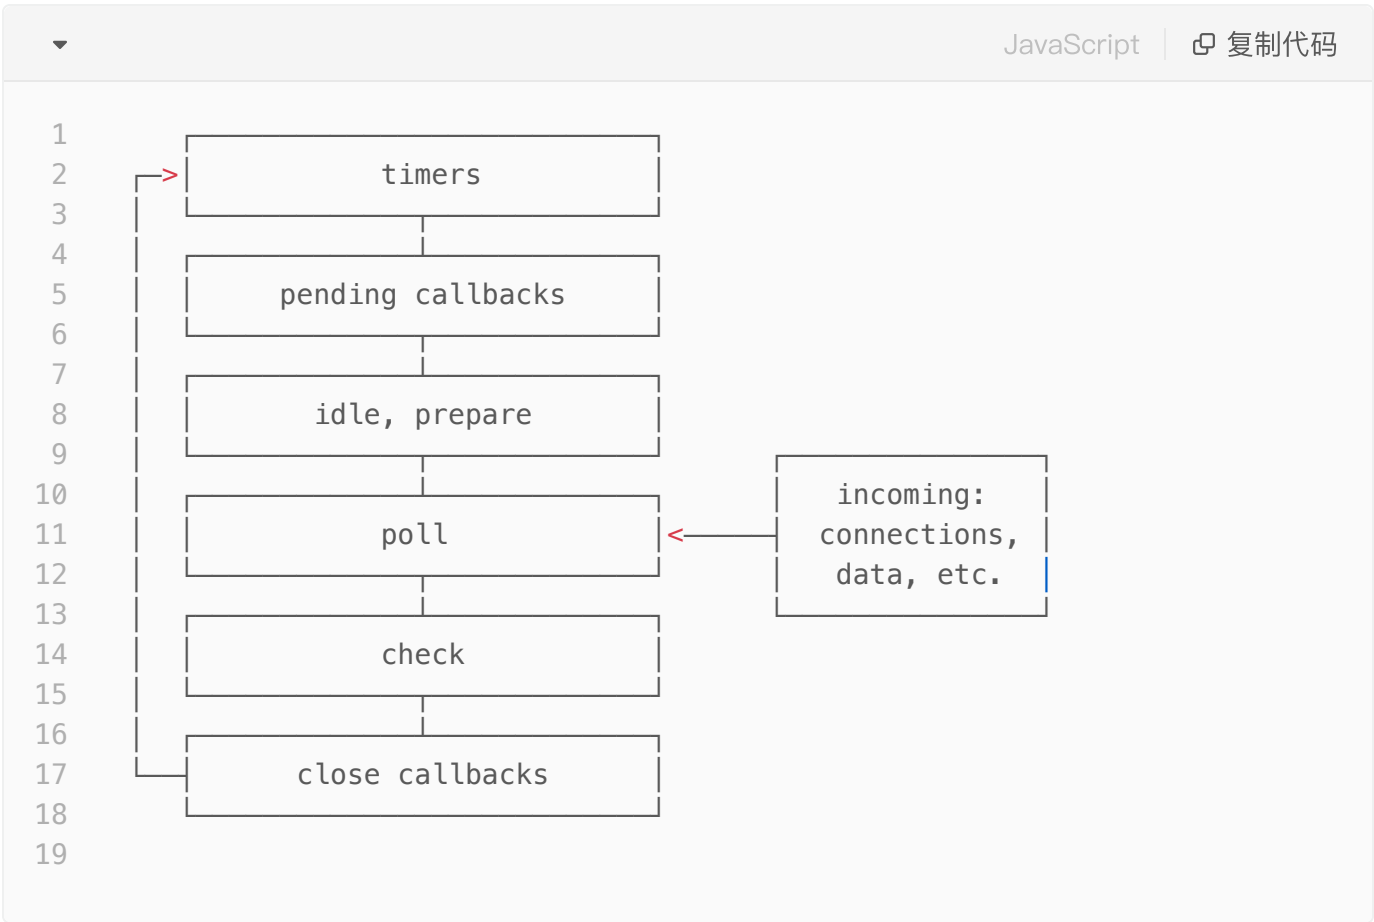 JavaScript 复制代码
1
2 > timers
3
4
5 pending callbacks
6
7
8 idle, prepare
9
10 incoming:
11 poll < connections,
12 data, etc.
13
14 check
15
16
17 close callbacks
18
19